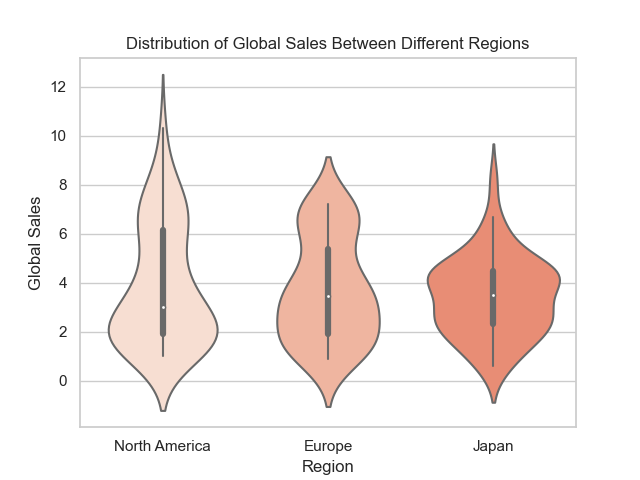 Distribution of Global Sales Between Different Regions
12
10
8
6
4
2
0
Global Sales
North America
Europe
Japan
Region